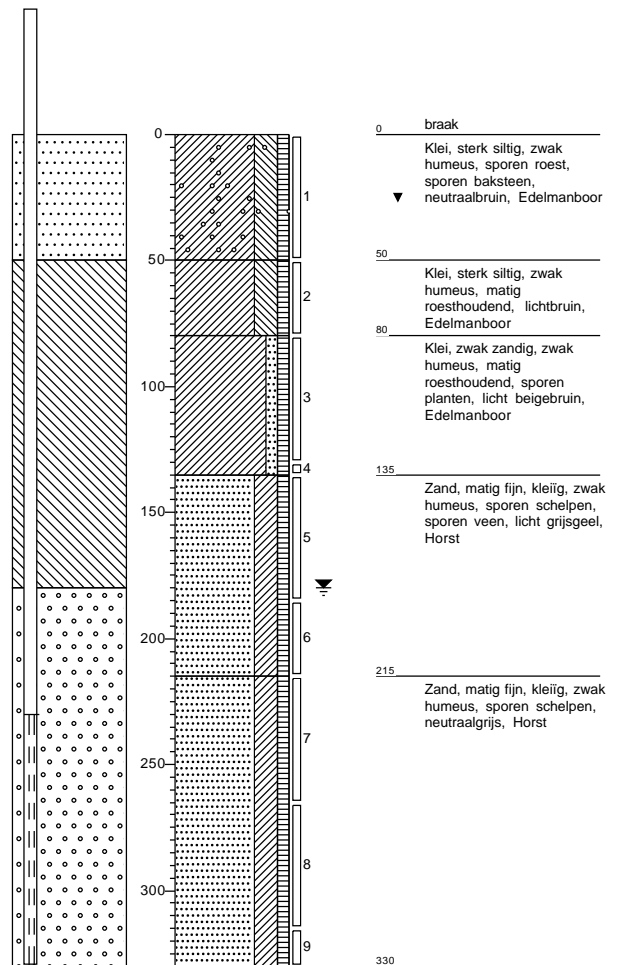 0
50
100
150
200
250
300
1
2
3
4
5
6
7
8
9
0 braak
Klei, sterk siltig, zwak
humeus, sporen roest,
sporen baksteen,
neutraalbruin, Edelmanboor
50
Klei, sterk siltig, zwak
humeus, matig
roesthoudend, lichtbruin,
Edelmanboor
80
Klei, zwak zandig, zwak
humeus, matig
roesthoudend, sporen
planten, licht beigebruin,
Edelmanboor
135
Zand, matig fijn, kleiïg, zwak
humeus, sporen schelpen,
sporen veen, licht grijsgeel,
Horst
215
Zand, matig fijn, kleiïg, zwak
humeus, sporen schelpen,
neutraalgrijs, Horst
330